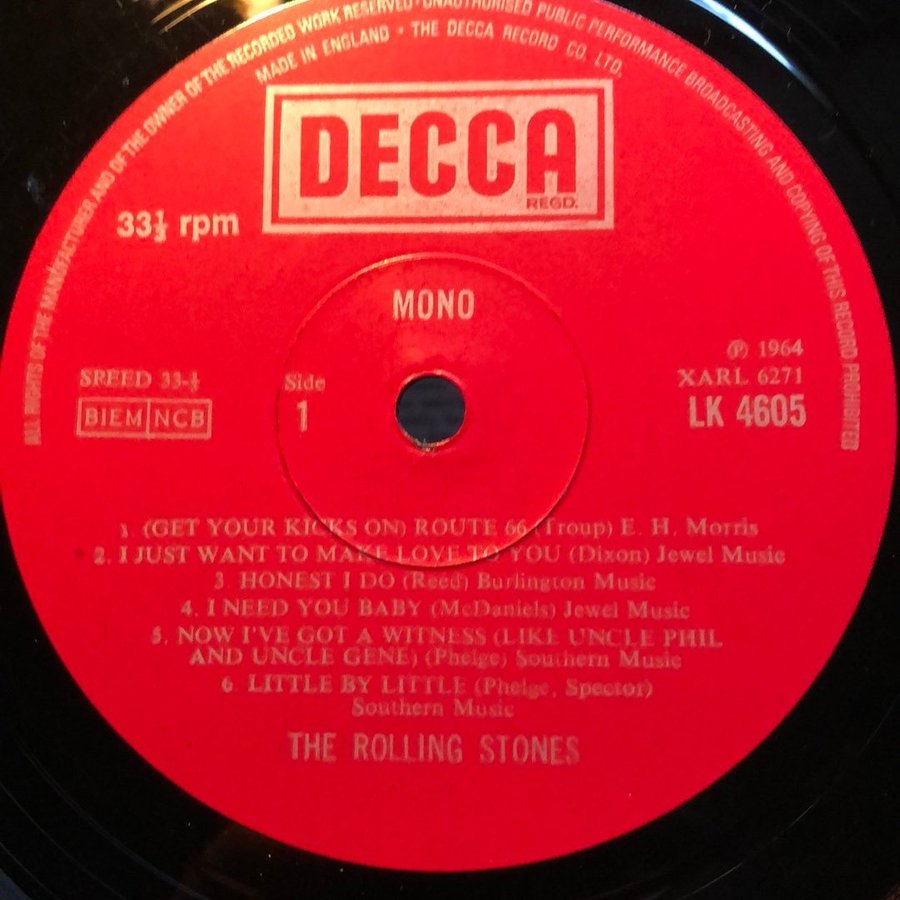 ALL RIGHTS OF THE MANUFACTURER AND OF THE OWNER OF THE RECORDED WORK RESERVED · UNAUTHORISED PUBLIC PERFORMANCE BROADCASTING AND COPYING OF THIS RECORD PROHIBITED
MADE IN ENGLAND · THE DECCA RECORD CO. LTD.
DECCA
REGD.
33⅓ rpm
MONO
℗ 1964
SPEED 33-⅓
Side
XARL 6271
BIEM NCB
1
LK 4605
1. (GET YOUR KICKS ON) ROUTE 66 (Troup) E. H. Morris
2. I JUST WANT TO MAKE LOVE TO YOU (Dixon) Jewel Music
3. HONEST I DO (Reed) Burlington Music
4. I NEED YOU BABY (McDaniels) Jewel Music
5. NOW I'VE GOT A WITNESS (LIKE UNCLE PHIL
AND UNCLE GENE) (Phelge) Southern Music
6. LITTLE BY LITTLE (Phelge, Spector)
Southern Music
THE ROLLING STONES